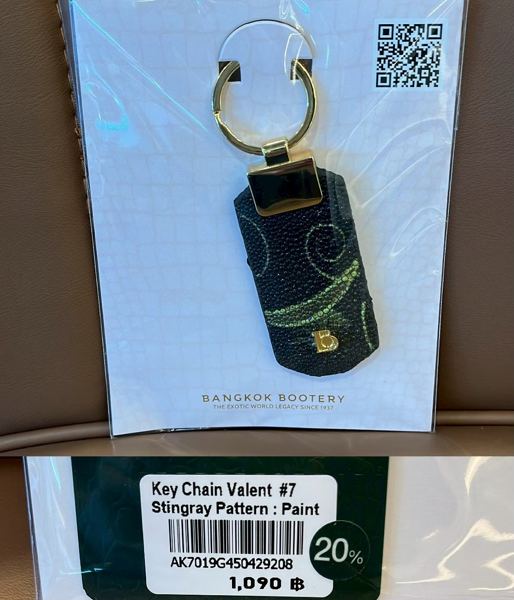 B
BANGKOK BOOTERY
THE EXOTIC WORLD LEGACY SINCE 1937
Key Chain Valent #7
Stingray Pattern : Paint
AK7019G450429208
1,090 ฿
20%